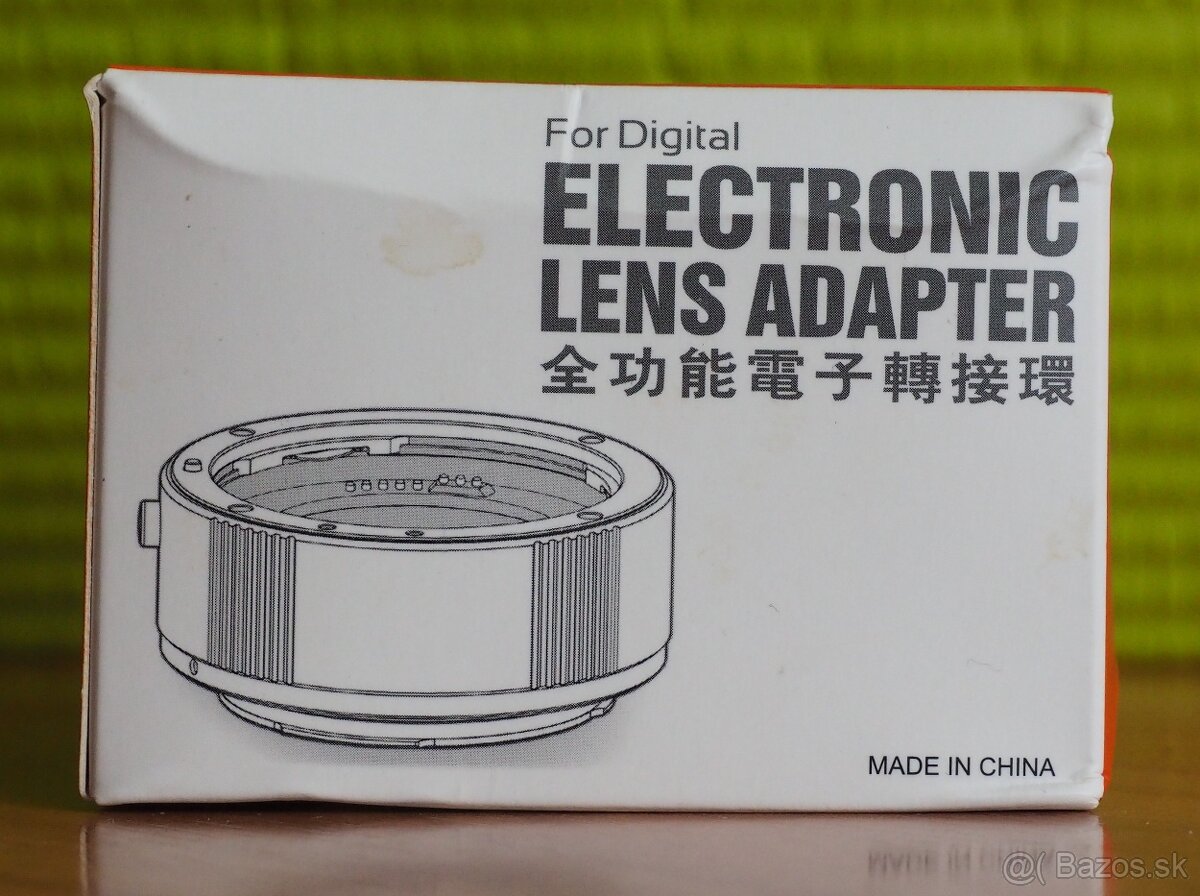 For Digital
ELECTRONIC
LENS ADAPTER
全功能電子轉接環
MADE IN CHINA
@( Bazos.sk